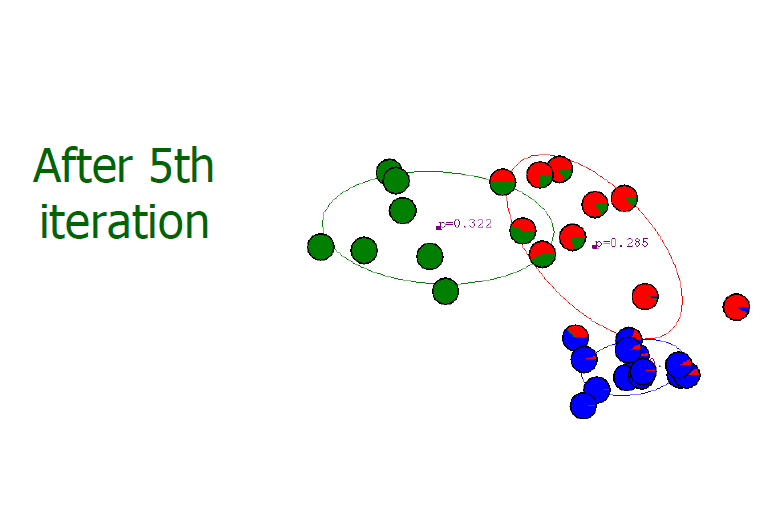 After 5th
iteration
p=0.322
p=0.285